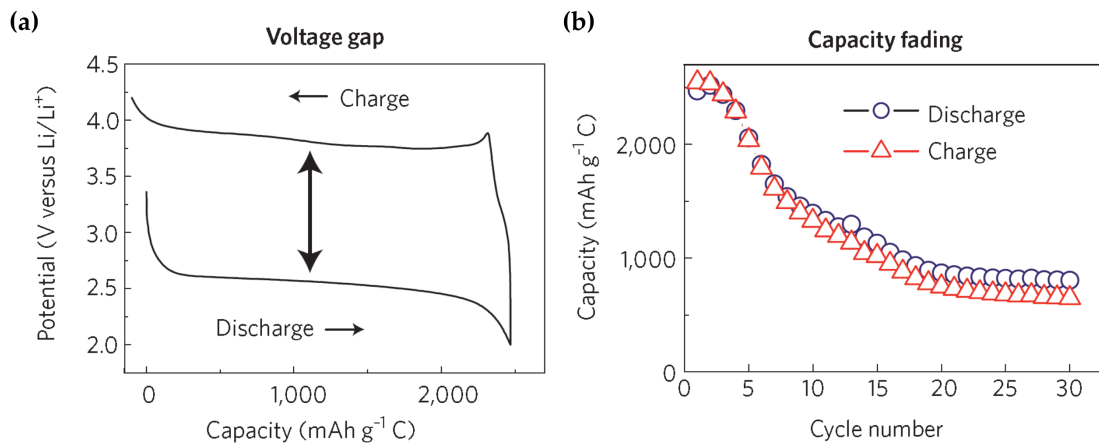 (a)
Voltage gap
4.5
4.0
3.5
3.0
2.5
2.0
Potential (V versus Li/Li⁺)
Charge
Discharge
0 1,000 2,000
Capacity (mAh g⁻¹ C)
(b)
Capacity fading
2,000
1,000
0
Capacity (mAh g⁻¹ C)
Discharge
Charge
0 5 10 15 20 25 30
Cycle number